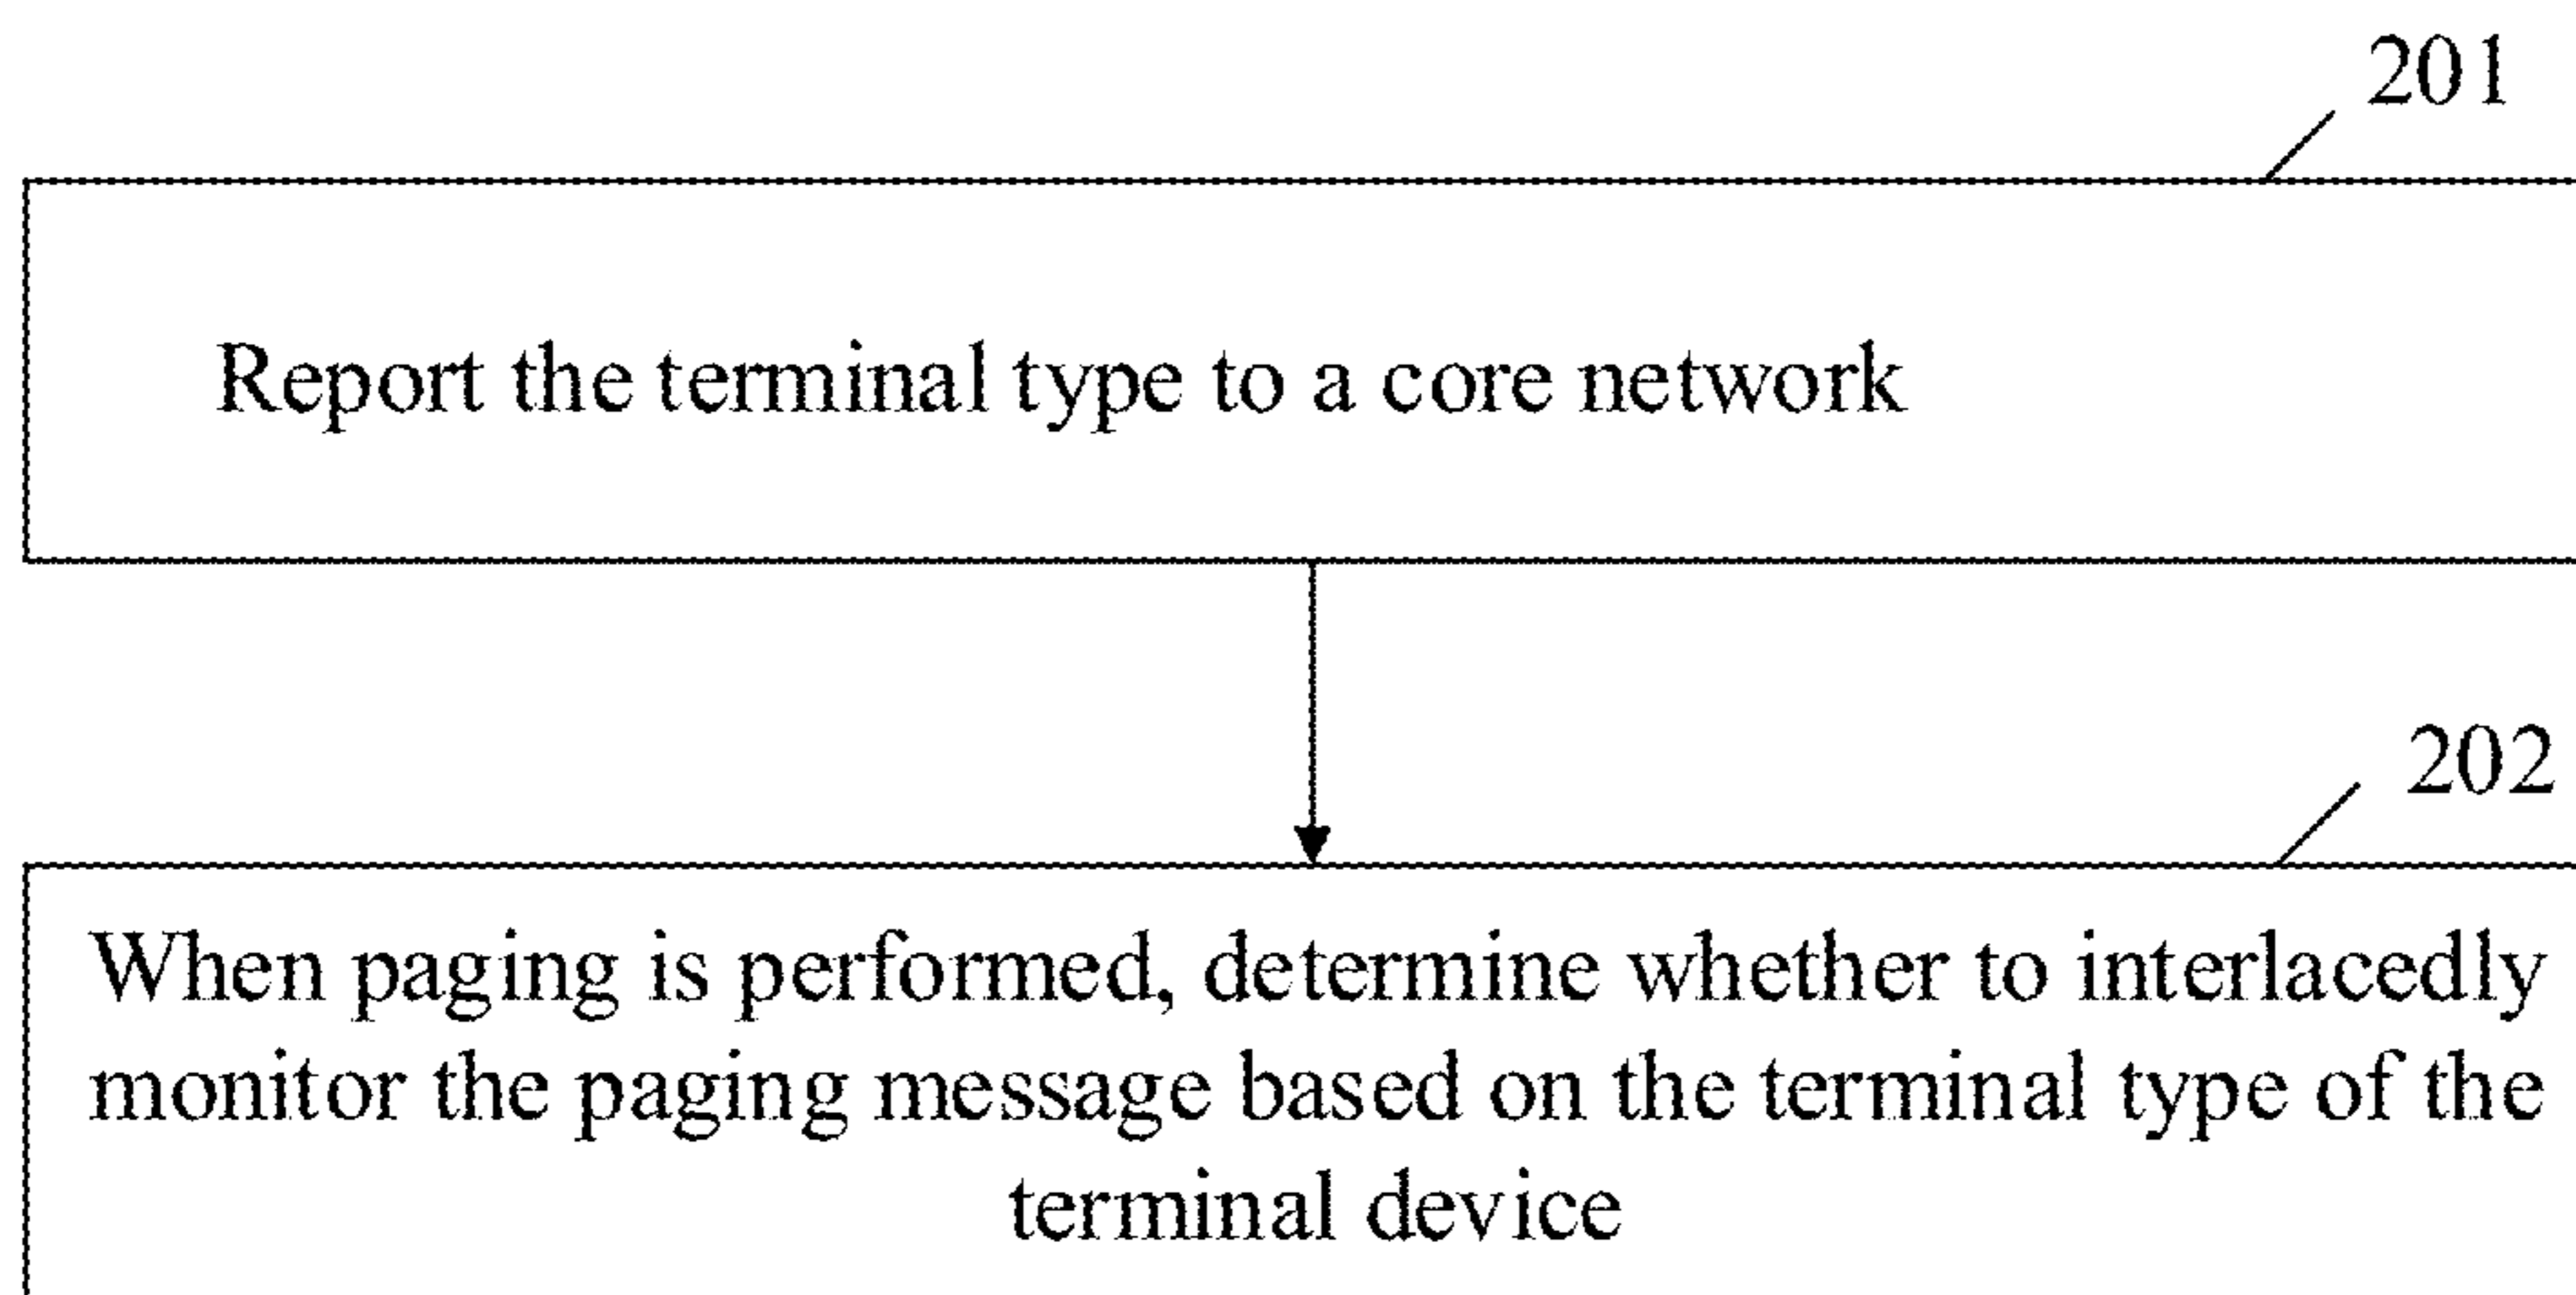 201
Report the terminal type to a core network
202
When paging is performed, determine whether to interlacedly
monitor the paging message based on the terminal type of the
terminal device